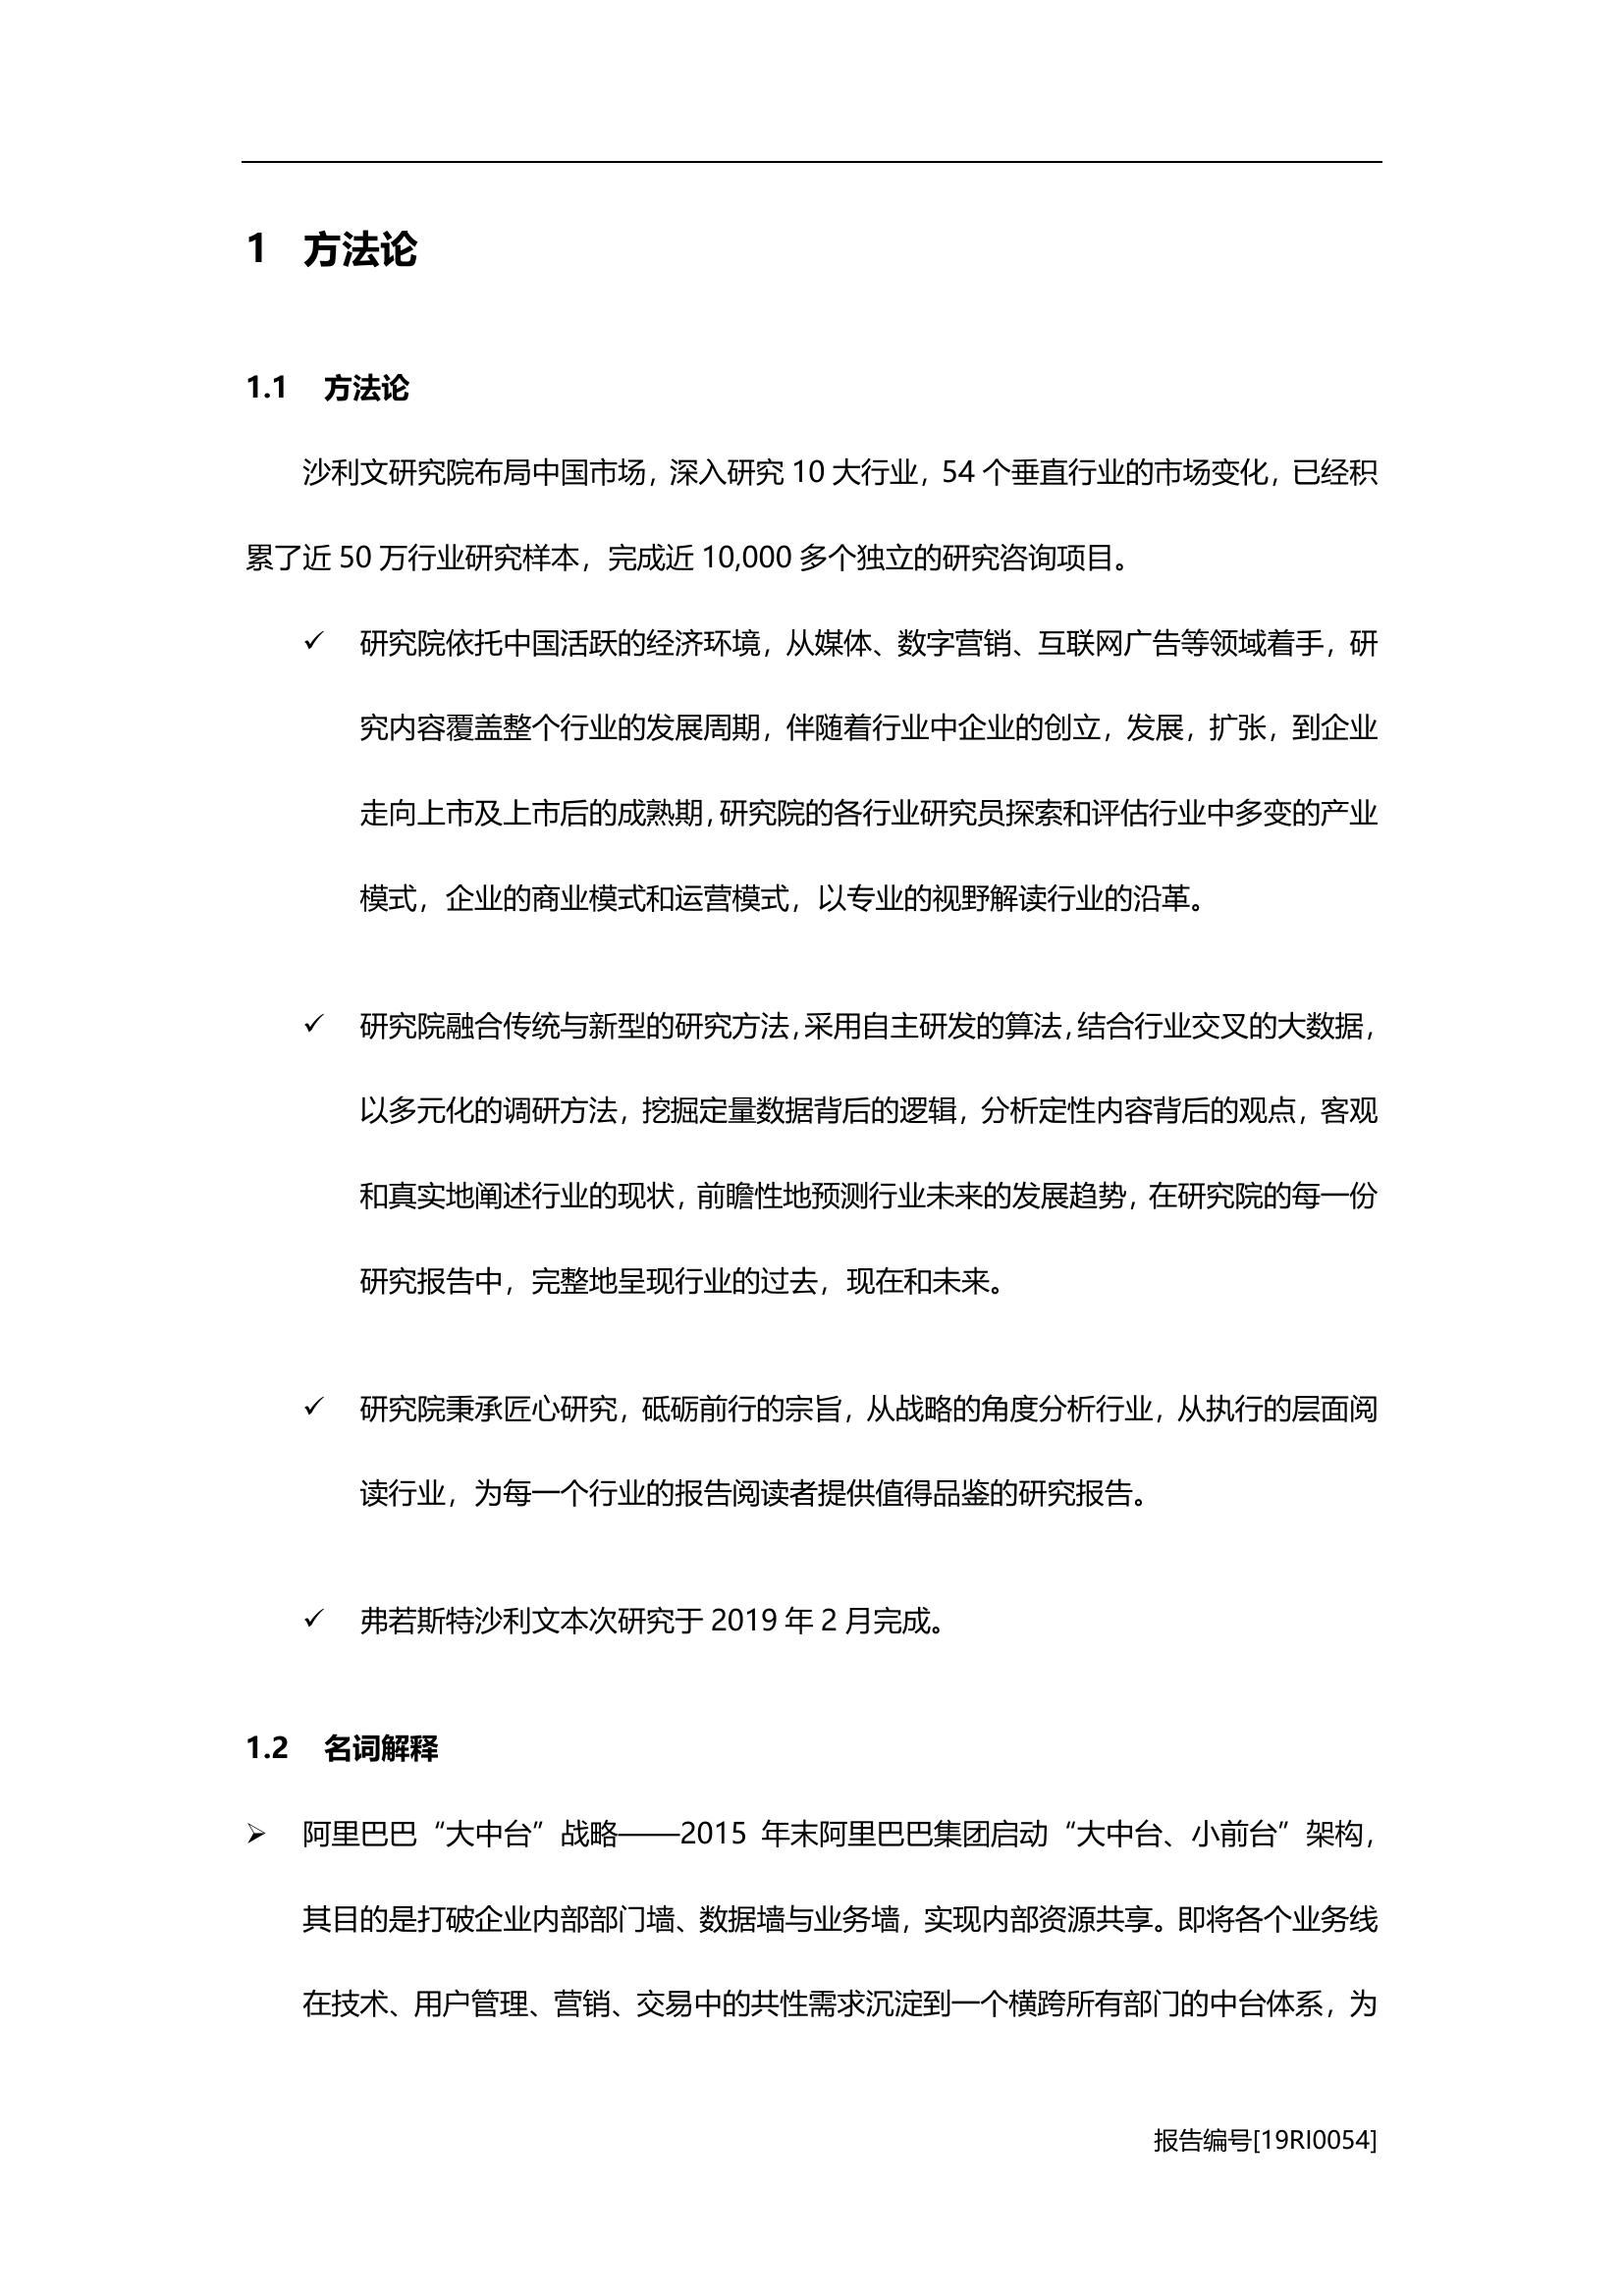 1 方法论
1.1 方法论
沙利文研究院布局中国市场，深入研究 10 大行业，54 个垂直行业的市场变化，已经积
累了近 50 万行业研究样本，完成近 10,000 多个独立的研究咨询项目。
✓ 研究院依托中国活跃的经济环境，从媒体、数字营销、互联网广告等领域着手，研
究内容覆盖整个行业的发展周期，伴随着行业中企业的创立，发展，扩张，到企业
走向上市及上市后的成熟期，研究院的各行业研究员探索和评估行业中多变的产业
模式，企业的商业模式和运营模式，以专业的视野解读行业的沿革。
✓ 研究院融合传统与新型的研究方法，采用自主研发的算法，结合行业交叉的大数据，
以多元化的调研方法，挖掘定量数据背后的逻辑，分析定性内容背后的观点，客观
和真实地阐述行业的现状，前瞻性地预测行业未来的发展趋势，在研究院的每一份
研究报告中，完整地呈现行业的过去，现在和未来。
✓ 研究院秉承匠心研究，砥砺前行的宗旨，从战略的角度分析行业，从执行的层面阅
读行业，为每一个行业的报告阅读者提供值得品鉴的研究报告。
✓ 弗若斯特沙利文本次研究于 2019 年 2 月完成。
1.2 名词解释
➢ 阿里巴巴“大中台”战略——2015 年末阿里巴巴集团启动“大中台、小前台”架构，
其目的是打破企业内部部门墙、数据墙与业务墙，实现内部资源共享。即将各个业务线
在技术、用户管理、营销、交易中的共性需求沉淀到一个横跨所有部门的中台体系，为
报告编号[19RI0054]